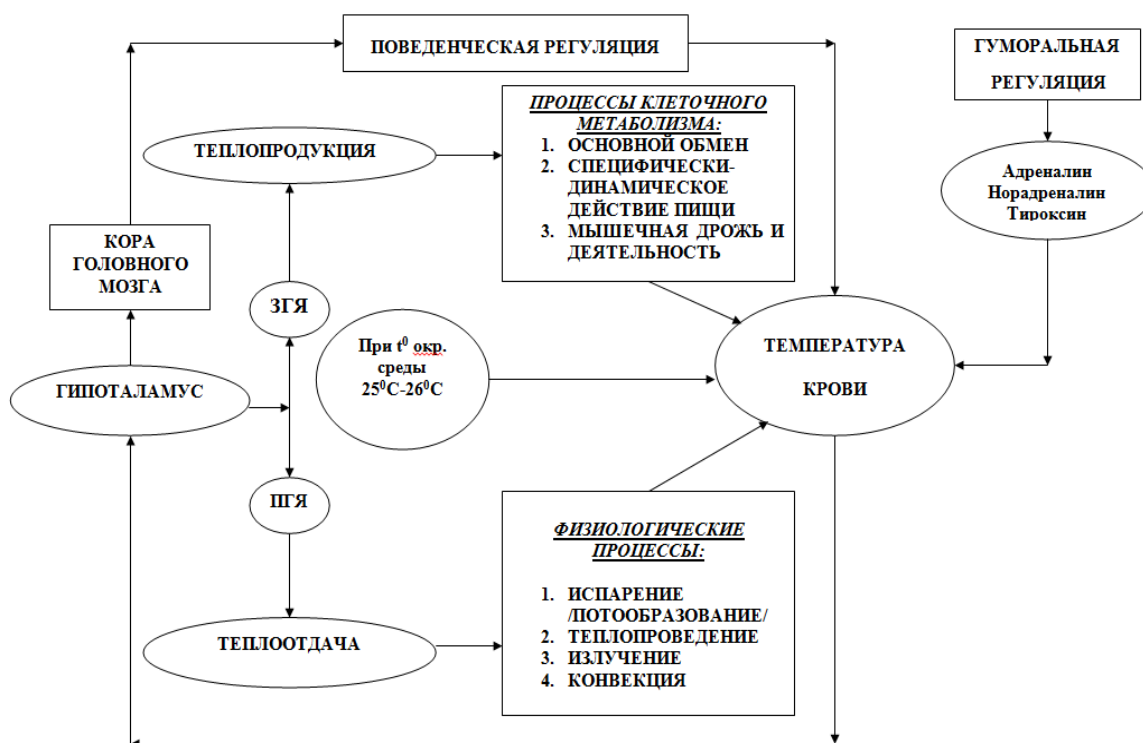 ПОВЕДЕНЧЕСКАЯ РЕГУЛЯЦИЯ
ГУМОРАЛЬНАЯ
РЕГУЛЯЦИЯ
ПРОЦЕССЫ КЛЕТОЧНОГО
МЕТАБОЛИЗМА:
1. ОСНОВНОЙ ОБМЕН
2. СПЕЦИФИЧЕСКИ-
ДИНАМИЧЕСКОЕ
ДЕЙСТВИЕ ПИЩИ
3. МЫШЕЧНАЯ ДРОЖЬ И
ДЕЯТЕЛЬНОСТЬ
ТЕПЛОПРОДУКЦИЯ
Адреналин
Норадреналин
Тироксин
КОРА
ГОЛОВНОГО
МОЗГА
ЗГЯ
При t⁰ окр.
среды
25⁰С-26⁰С
ТЕМПЕРАТУРА
КРОВИ
ГИПОТАЛАМУС
ПГЯ
ФИЗИОЛОГИЧЕСКИЕ
ПРОЦЕССЫ:
1. ИСПАРЕНИЕ
/ПОТООБРАЗОВАНИЕ/
2. ТЕПЛОПРОВЕДЕНИЕ
3. ИЗЛУЧЕНИЕ
4. КОНВЕКЦИЯ
ТЕПЛООТДАЧА